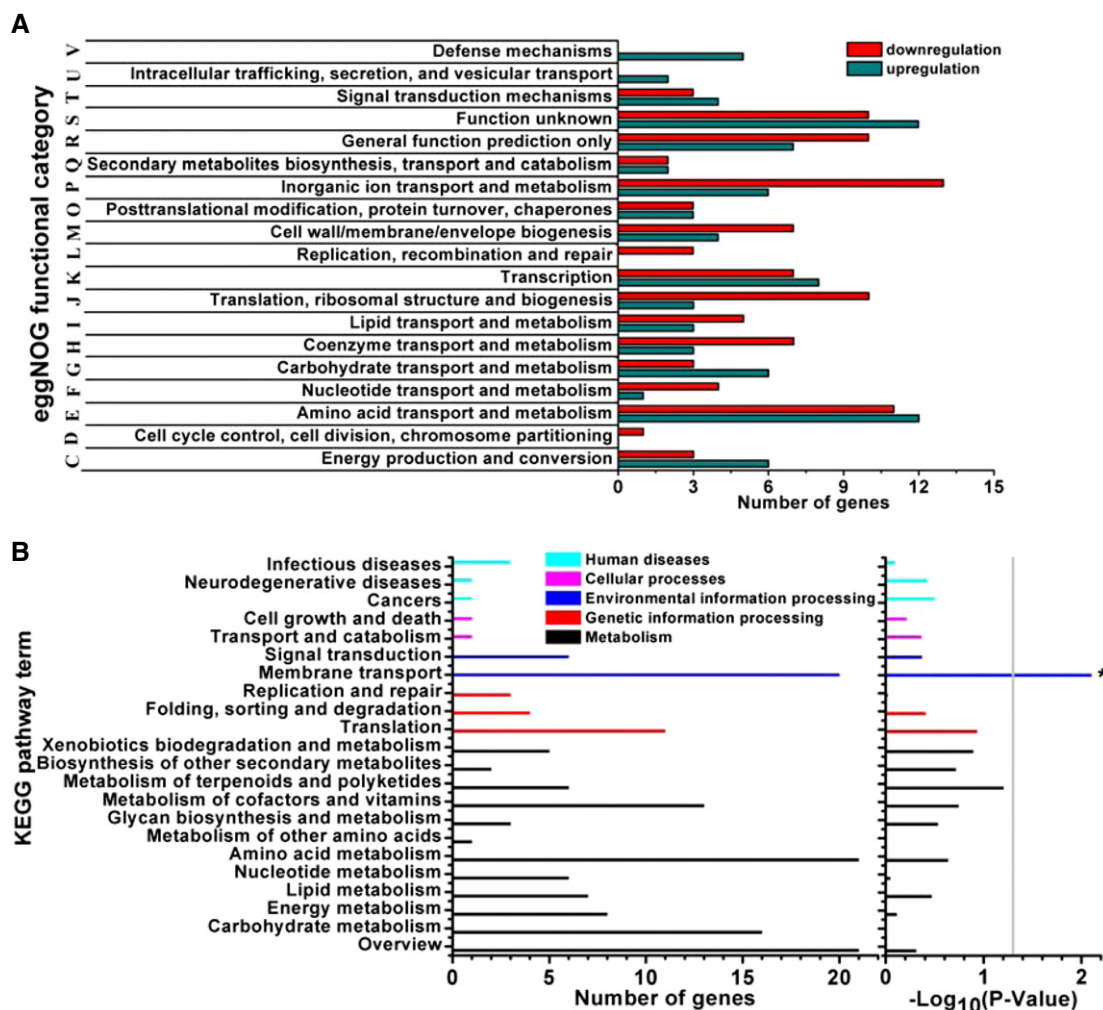 A
V Defense mechanisms
U Intracellular trafficking, secretion, and vesicular transport
T Signal transduction mechanisms
S Function unknown
R General function prediction only
Q Secondary metabolites biosynthesis, transport and catabolism
P Inorganic ion transport and metabolism
O Posttranslational modification, protein turnover, chaperones
M Cell wall/membrane/envelope biogenesis
L Replication, recombination and repair
K Transcription
J Translation, ribosomal structure and biogenesis
I Lipid transport and metabolism
H Coenzyme transport and metabolism
G Carbohydrate transport and metabolism
F Nucleotide transport and metabolism
E Amino acid transport and metabolism
D Cell cycle control, cell division, chromosome partitioning
C Energy production and conversion
eggNOG functional category
downregulation
upregulation
0 3 6 9 12 15
Number of genes
B
Infectious diseases
Neurodegenerative diseases
Cancers
Cell growth and death
Transport and catabolism
Signal transduction
Membrane transport
Replication and repair
Folding, sorting and degradation
Translation
Xenobiotics biodegradation and metabolism
Biosynthesis of other secondary metabolites
Metabolism of terpenoids and polyketides
Metabolism of cofactors and vitamins
Glycan biosynthesis and metabolism
Metabolism of other amino acids
Amino acid metabolism
Nucleotide metabolism
Lipid metabolism
Energy metabolism
Carbohydrate metabolism
Overview
KEGG pathway term
Human diseases
Cellular processes
Environmental information processing
Genetic information processing
Metabolism
*
0 5 10 15 20
Number of genes
0 1 2
-Log10(P-Value)